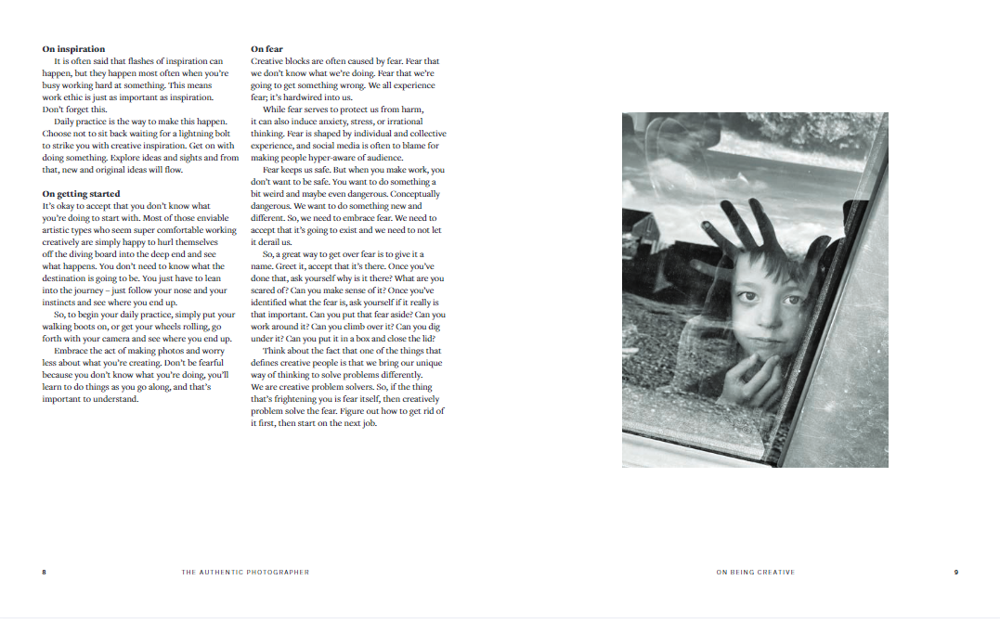 On inspiration
It is often said that flashes of inspiration can
happen, but they happen most often when you’re
busy working hard at something. This means
work ethic is just as important as inspiration.
Don’t forget this.
Daily practice is the way to make this happen.
Choose not to sit back waiting for a lightning bolt
to strike you with creative inspiration. Get on with
doing something. Explore ideas and sights and from
that, new and original ideas will flow.
On getting started
It’s okay to accept that you don’t know what
you’re doing to start with. Most of those enviable
artistic types who seem super comfortable working
creatively are simply happy to hurl themselves
off the diving board into the deep end and see
what happens. You don’t need to know what the
destination is going to be. You just have to lean
into the journey – just follow your nose and your
instincts and see where you end up.
So, to begin your daily practice, simply put your
walking boots on, or get your wheels rolling, go
forth with your camera and see where you end up.
Embrace the act of making photos and worry
less about what you’re creating. Don’t be fearful
because you don’t know what you’re doing, you’ll
learn to do things as you go along, and that’s
important to understand.
On fear
Creative blocks are often caused by fear. Fear that
we don’t know what we’re doing. Fear that we’re
going to get something wrong. We all experience
fear; it’s hardwired into us.
While fear serves to protect us from harm,
it can also induce anxiety, stress, or irrational
thinking. Fear is shaped by individual and collective
experience, and social media is often to blame for
making people hyper-aware of audience.
Fear keeps us safe. But when you make work, you
don’t want to be safe. You want to do something a
bit weird and maybe even dangerous. Conceptually
dangerous. We want to do something new and
different. So, we need to embrace fear. We need to
accept that it’s going to exist and we need to not let
it derail us.
So, a great way to get over fear is to give it a
name. Greet it, accept that it’s there. Once you’ve
done that, ask yourself why is it there? What are you
scared of? Can you make sense of it? Once you’ve
identified what the fear is, ask yourself if it really is
that important. Can you put that fear aside? Can you
work around it? Can you climb over it? Can you dig
under it? Can you put it in a box and close the lid?
Think about the fact that one of the things that
defines creative people is that we bring our unique
way of thinking to solve problems differently.
We are creative problem solvers. So, if the thing
that’s frightening you is fear itself, then creatively
problem solve the fear. Figure out how to get rid of
it first, then start on the next job.
8
THE AUTHENTIC PHOTOGRAPHER
ON BEING CREATIVE
9